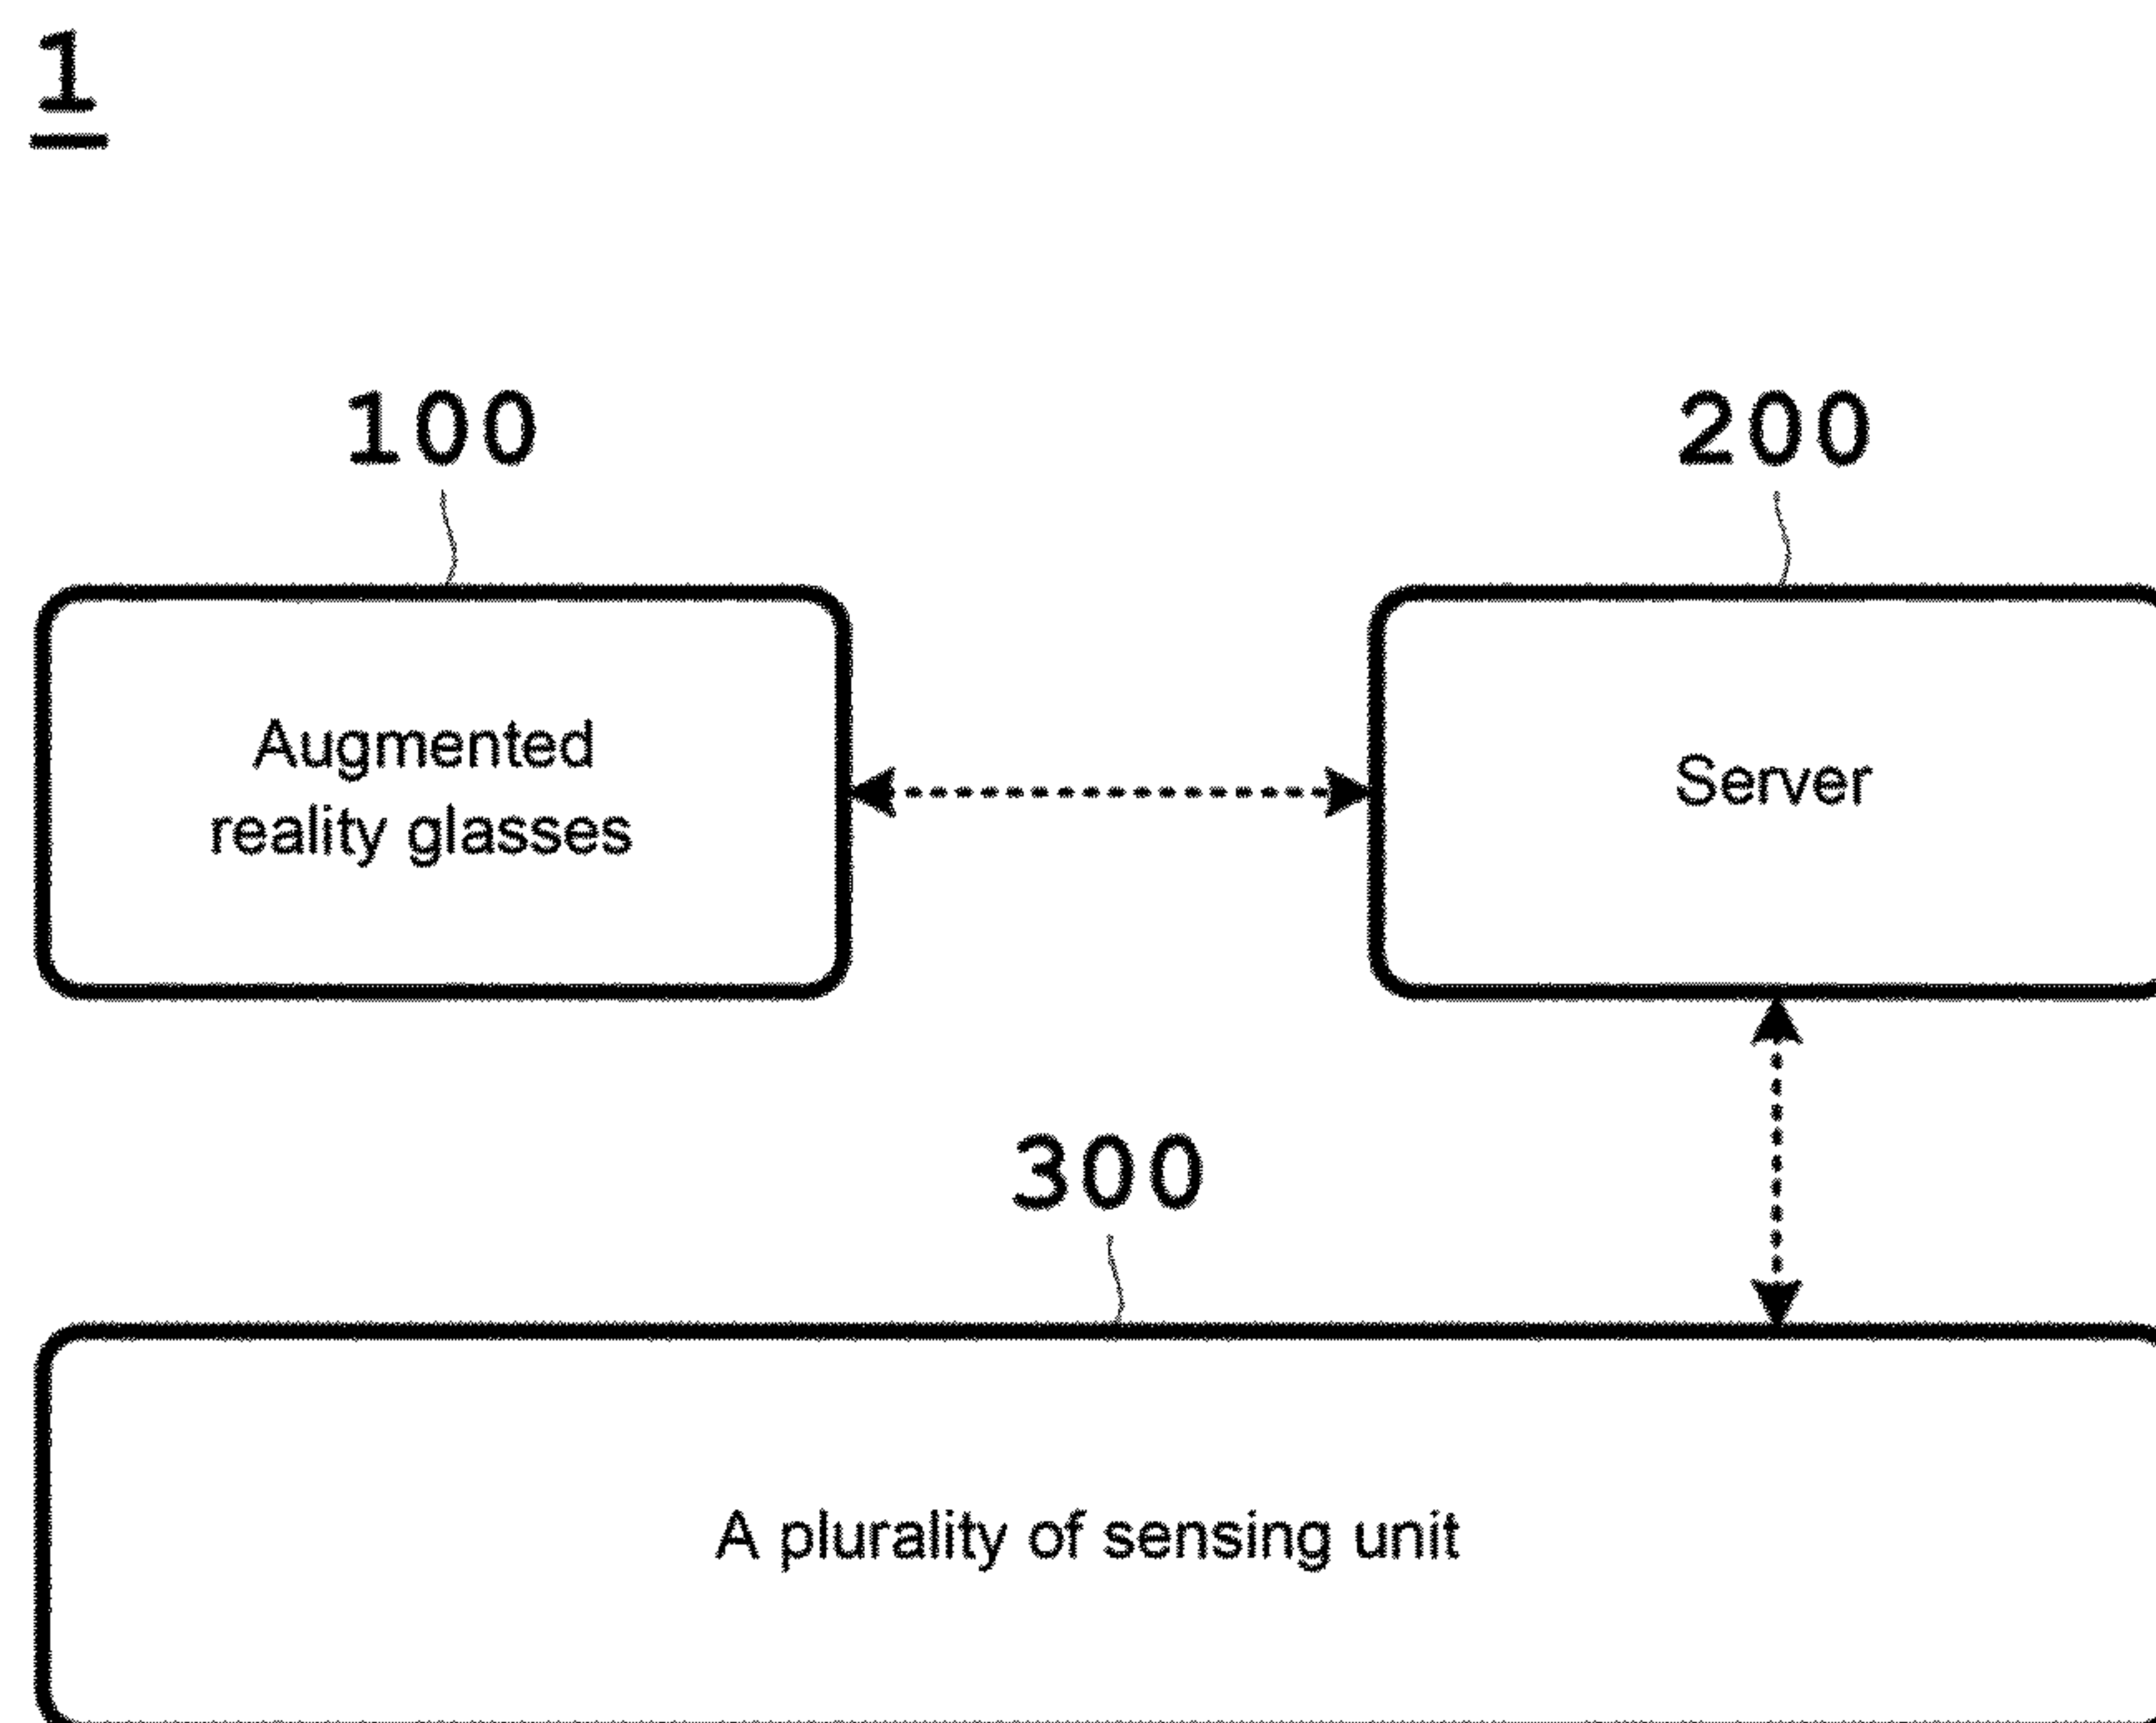 1
100
200
Augmented
reality glasses
Server
300
A plurality of sensing unit